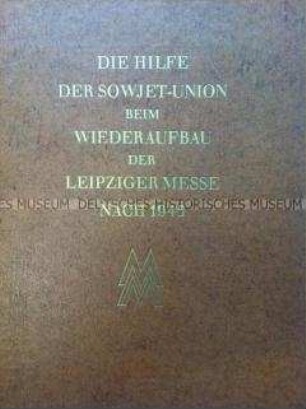 DIE HILFE
DER SOWJET-UNION
BEIM
WIEDERAUFBAU
DER
LEIPZIGER MESSE
ES MUSEUM DEUTSCHES HISTORISCHES MUSEUM
NACH 1945